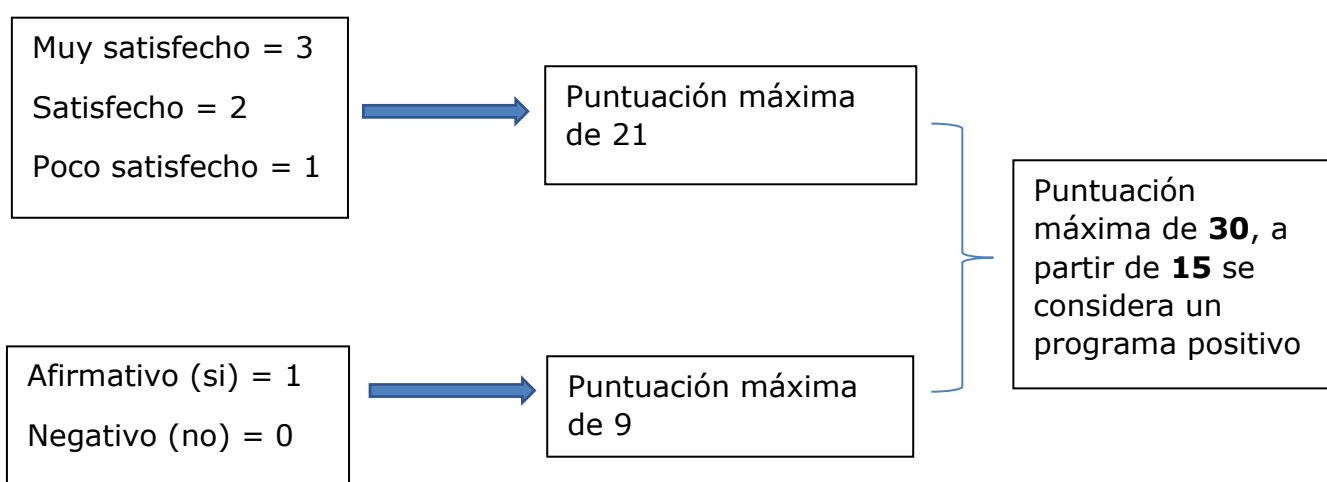 Muy satisfecho = 3
Satisfecho = 2
Poco satisfecho = 1
Puntuación máxima
de 21
Puntuación
máxima de 30, a
partir de 15 se
considera un
programa positivo
Afirmativo (si) = 1
Negativo (no) = 0
Puntuación máxima
de 9